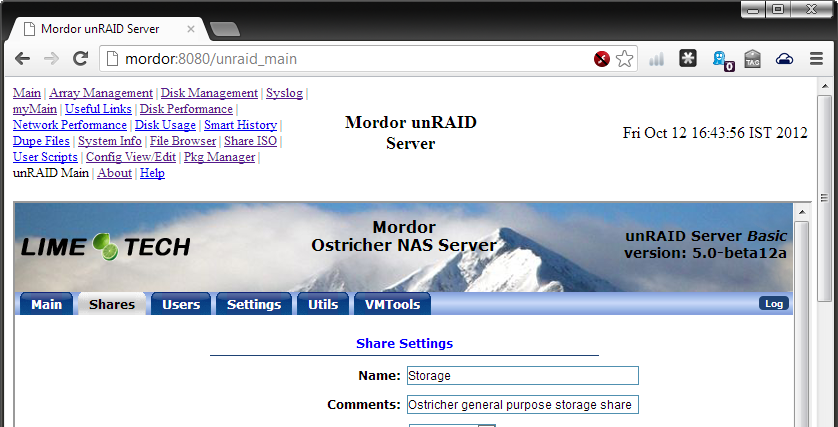 Mordor unRAID Server
mordor:8080/unraid_main
0
TAG
Main | Array Management | Disk Management | Syslog |
myMain | Useful Links | Disk Performance |
Network Performance | Disk Usage | Smart History |
Dupe Files | System Info | File Browser | Share ISO |
User Scripts | Config View/Edit | Pkg Manager |
unRAID Main | About | Help
Mordor unRAID
Server
Fri Oct 12 16:43:56 IST 2012
LIME TECH
Mordor
Ostricher NAS Server
unRAID Server Basic
version: 5.0-beta12a
Main Shares Users Settings Utils VMTools Log
Share Settings
Name: Storage
Comments: Ostricher general purpose storage share